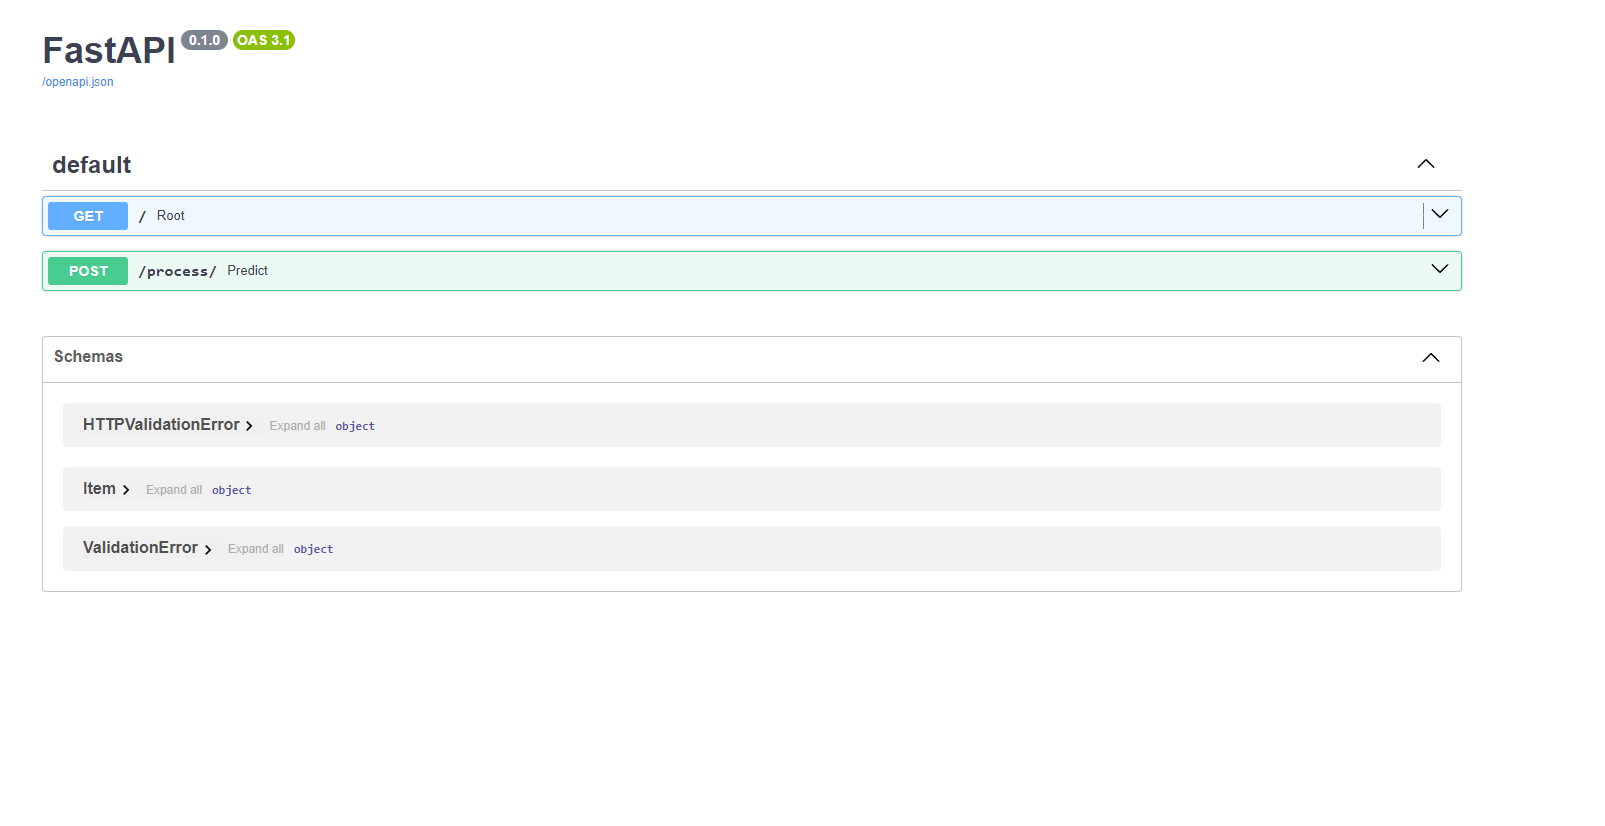 FastAPI 0.1.0 OAS 3.1
/openapi.json
default
GET / Root
POST /process/ Predict
Schemas
HTTPValidationError Expand all object
Item Expand all object
ValidationError Expand all object